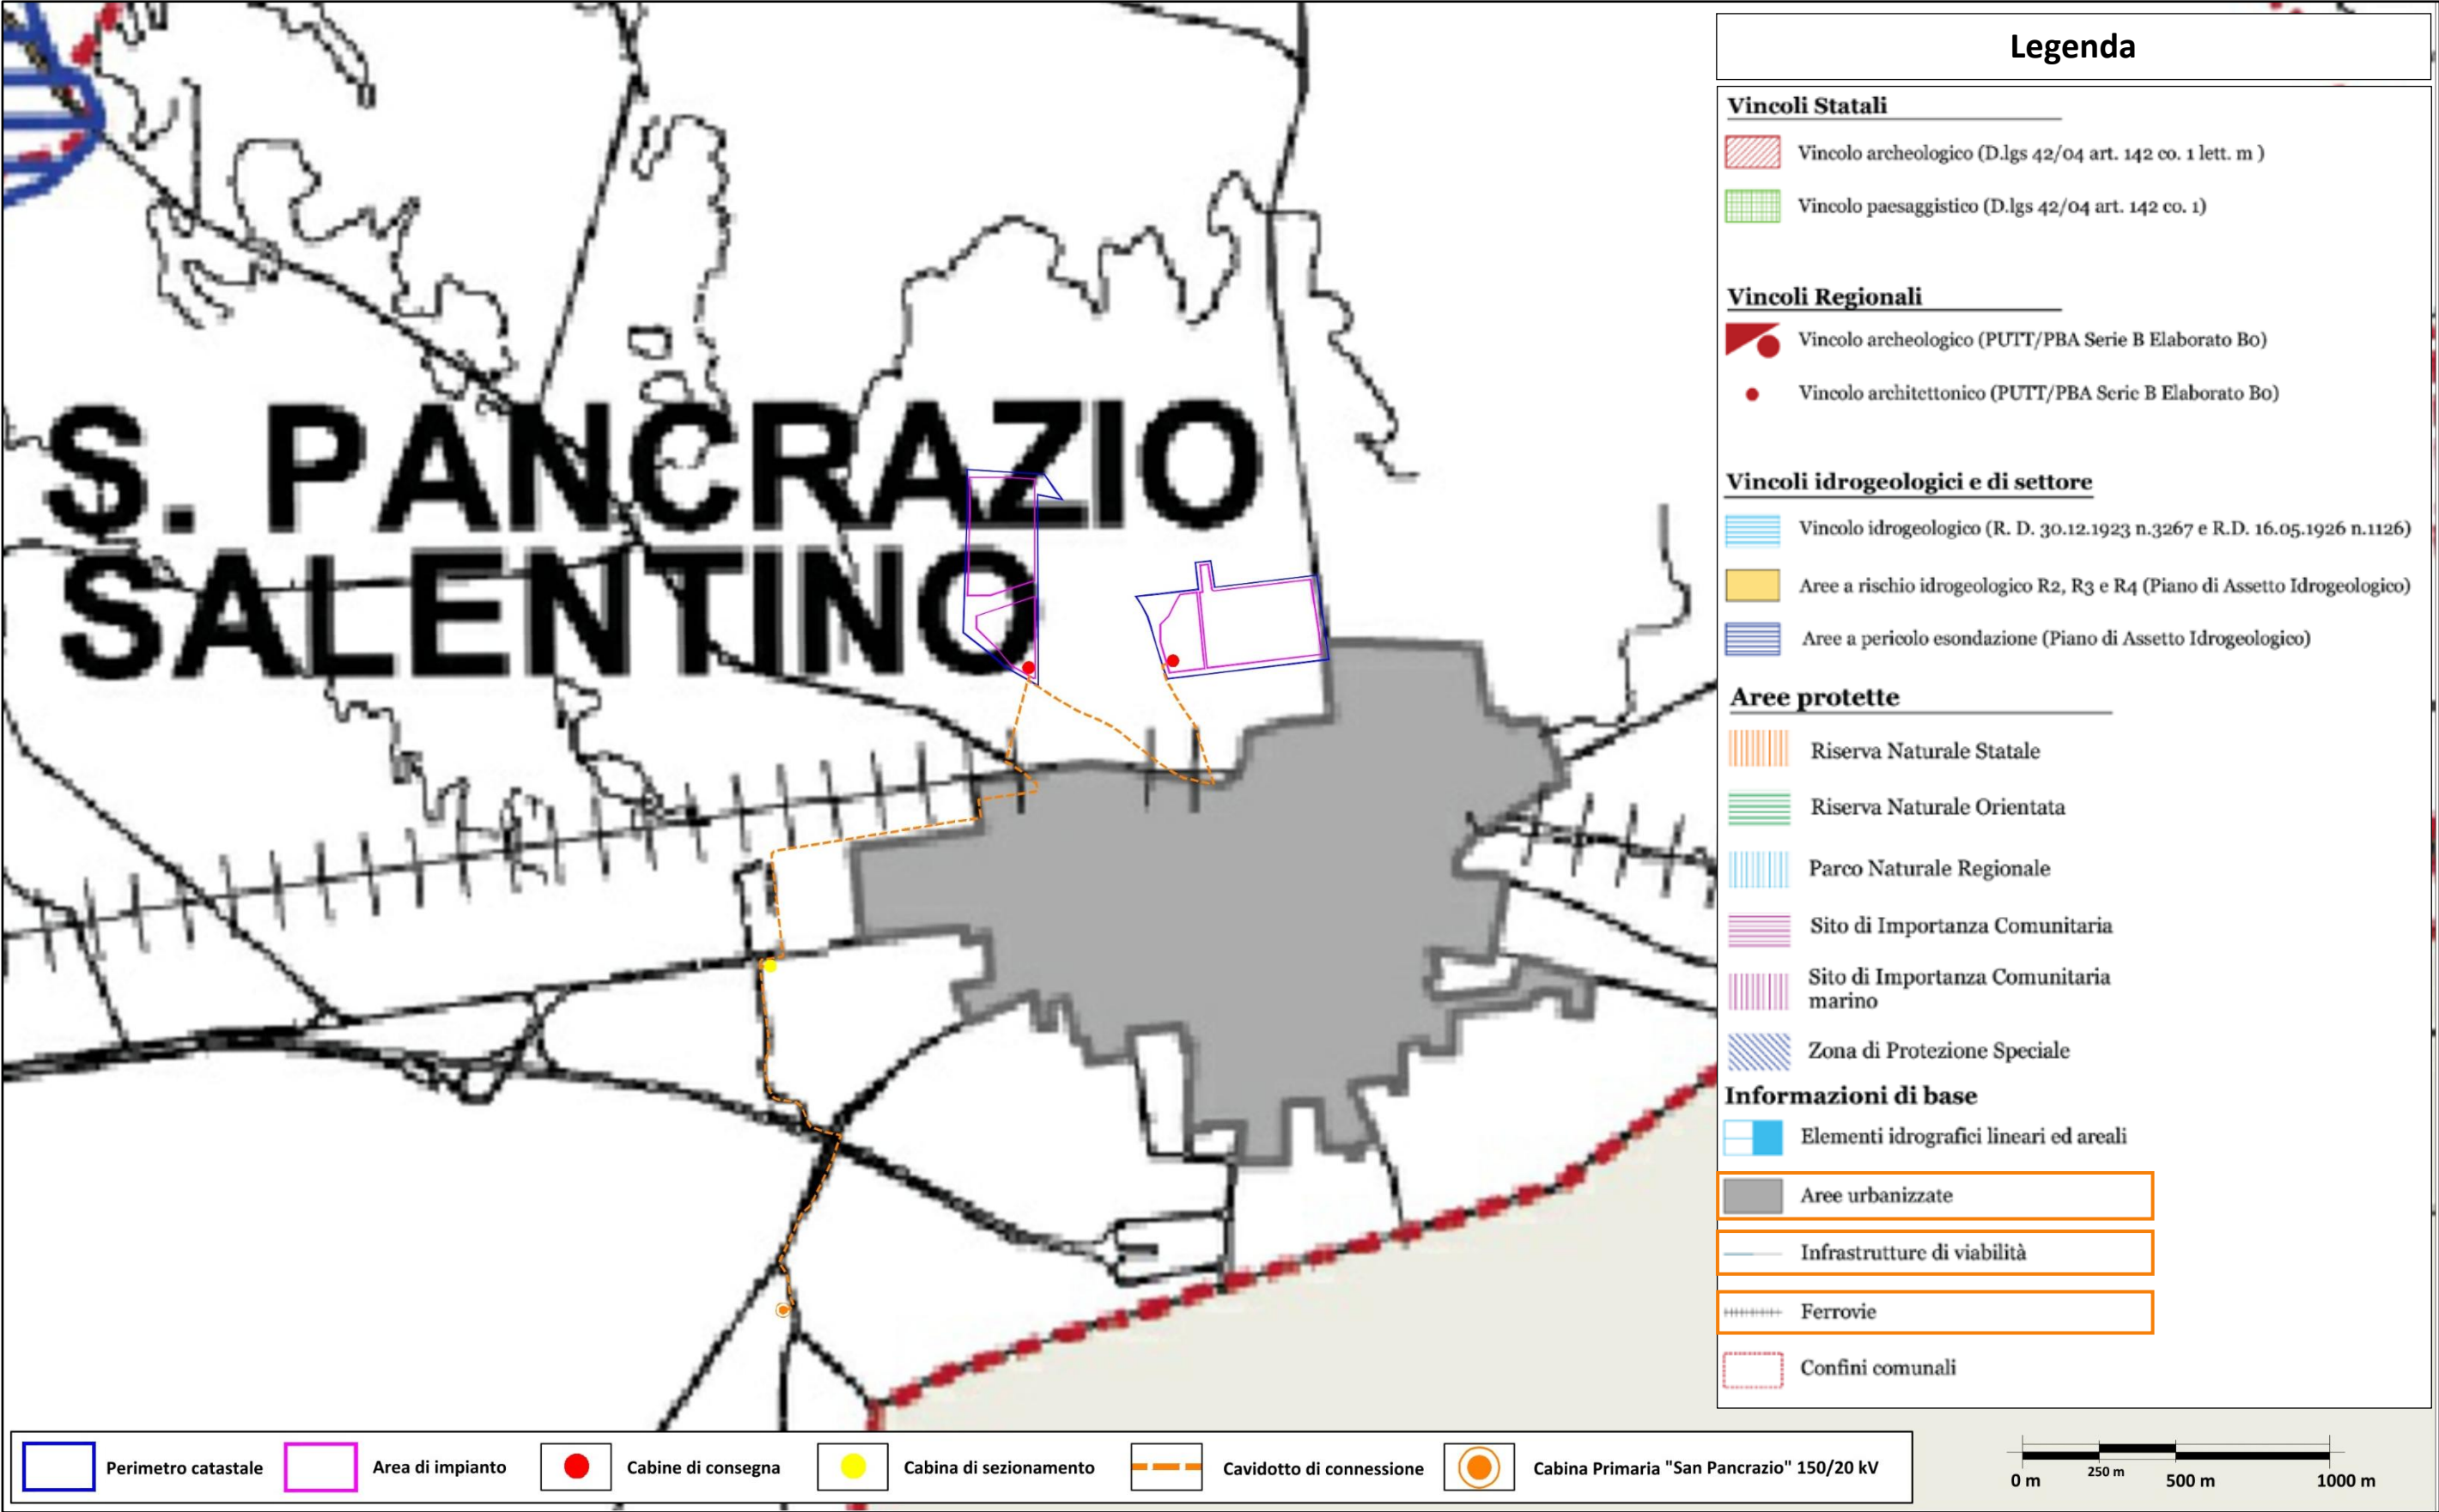 S. PANCRAZIO
SALENTINO
Legenda
Vincoli Statali
Vincolo archeologico (D.lgs 42/04 art. 142 co. 1 lett. m )
Vincolo paesaggistico (D.lgs 42/04 art. 142 co. 1)
Vincoli Regionali
Vincolo archeologico (PUTT/PBA Serie B Elaborato B0)
Vincolo architettonico (PUTT/PBA Serie B Elaborato B0)
Vincoli idrogeologici e di settore
Vincolo idrogeologico (R. D. 30.12.1923 n.3267 e R.D. 16.05.1926 n.1126)
Aree a rischio idrogeologico R2, R3 e R4 (Piano di Assetto Idrogeologico)
Aree a pericolo esondazione (Piano di Assetto Idrogeologico)
Aree protette
Riserva Naturale Statale
Riserva Naturale Orientata
Parco Naturale Regionale
Sito di Importanza Comunitaria
Sito di Importanza Comunitaria
marino
Zona di Protezione Speciale
Informazioni di base
Elementi idrografici lineari ed areali
Aree urbanizzate
Infrastrutture di viabilità
Ferrovie
Confini comunali
Perimetro catastale
Area di impianto
Cabine di consegna
Cabina di sezionamento
Cavidotto di connessione
Cabina Primaria "San Pancrazio" 150/20 kV
0 m
250 m
500 m
1000 m